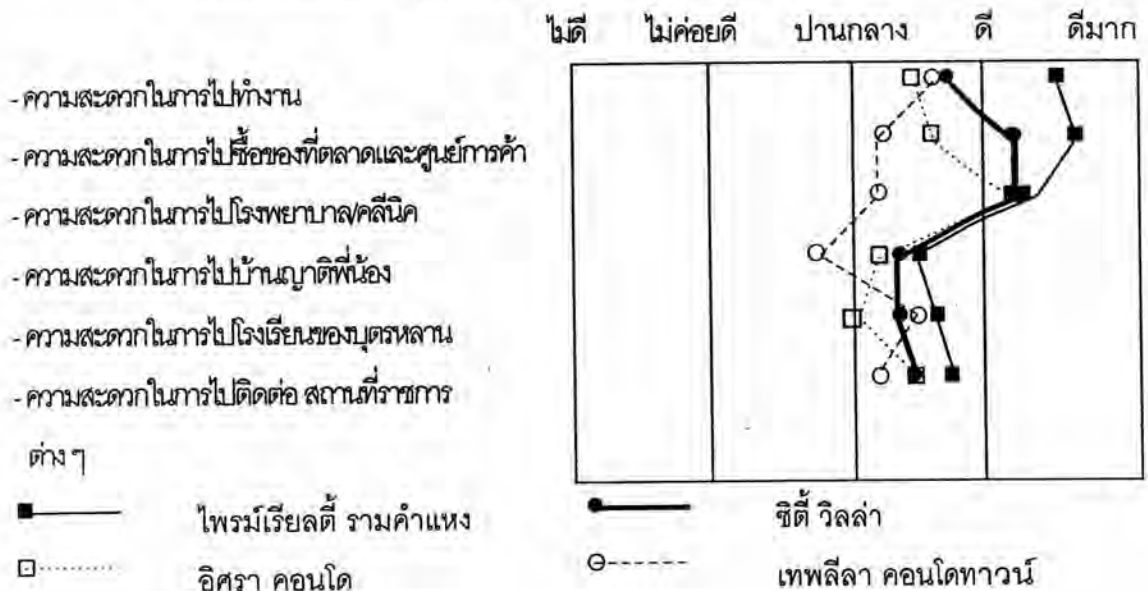 ไม่ดี ไม่ค่อยดี ปานกลาง ดี ดีมาก
- ความสะดวกในการไปทำงาน
- ความสะดวกในการไปซื้อของที่ตลาดและศูนย์การค้า
- ความสะดวกในการไปโรงพยาบาล/คลีนิค
- ความสะดวกในการไปบ้านญาติพี่น้อง
- ความสะดวกในการไปโรงเรียนของบุตรหลาน
- ความสะดวกในการไปติดต่อ สถานที่ราชการ
ต่าง ๆ
ไพรม์เรียลตี้ รามคำแหง
ซิตี้ วิลล่า
อิศรา คอนโด
เทพลีลา คอนโดทาวน์